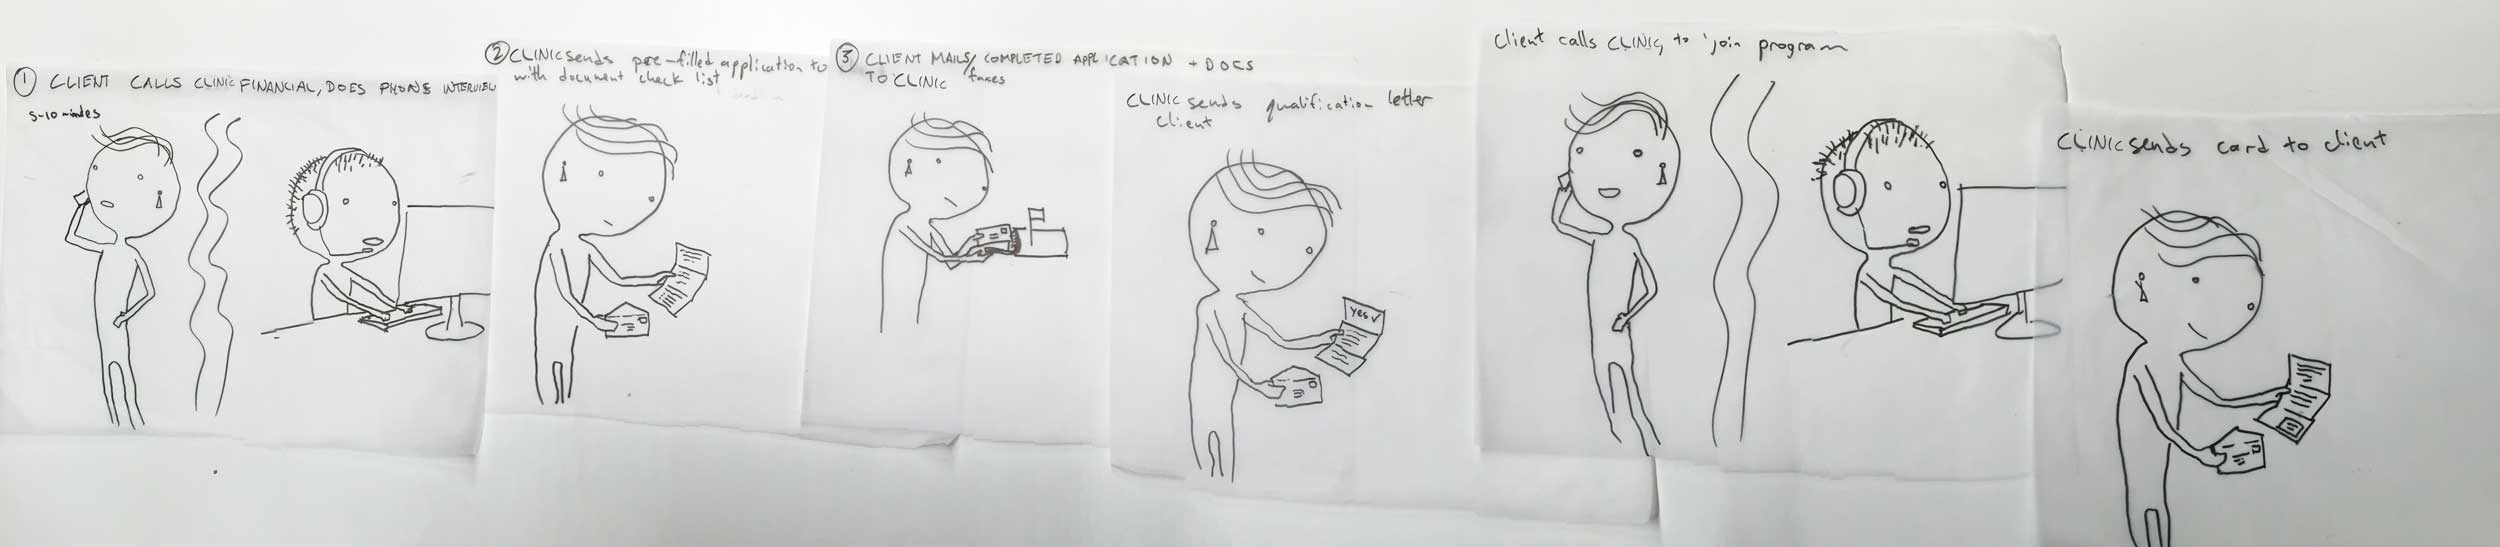 ① CLIENT CALLS CLINIC FINANCIAL, DOES PHONE INTERVIEW
5-10 minutes
② CLINIC sends pre-filled application to
with document check list
③ CLIENT MAILS/ COMPLETED APPLICATION + DOCS
TO CLINIC faxes
CLINIC sends qualification letter
client
yes ✓
Client calls CLINIC, to join program
CLINIC sends card to client